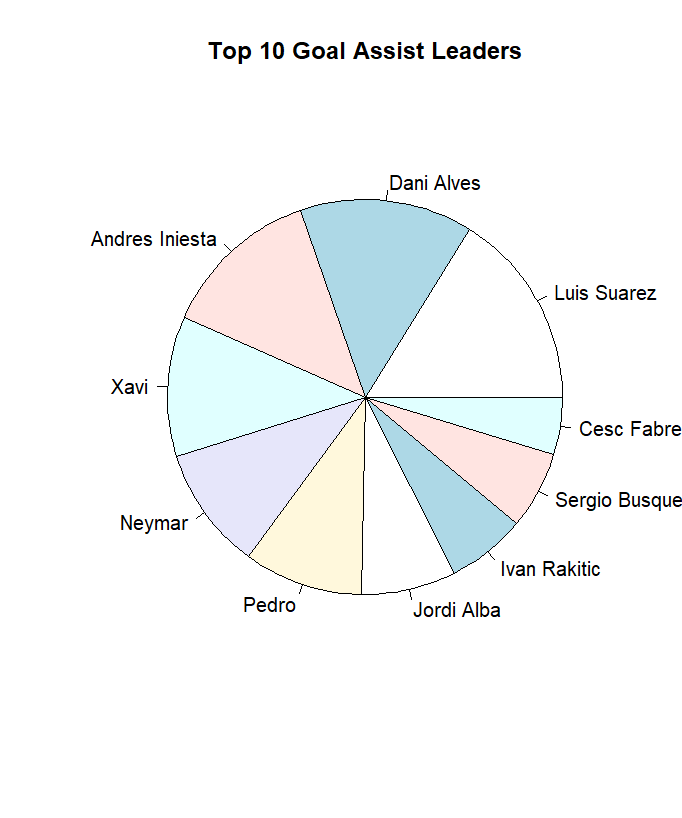 Top 10 Goal Assist Leaders
Dani Alves
Andres Iniesta
Luis Suarez
Xavi
Cesc Fabre
Sergio Busque
Neymar
Ivan Rakitic
Pedro
Jordi Alba